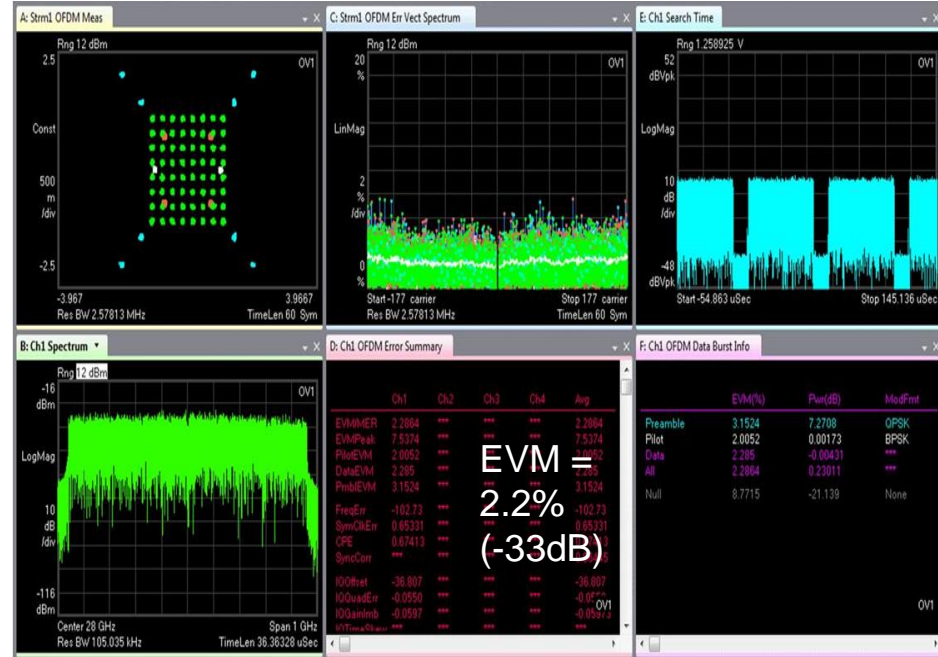 A: Strm1 OFDM Meas
Rng 12 dBm
2.5
OV1
Const
500
m
/div
-2.5
-3.967
3.9667
Res BW 2.57813 MHz
TimeLen 60 Sym
C: Strm1 OFDM Err Vect Spectrum
Rng 12 dBm
20
%
OV1
LinMag
2
%
/div
0
%
Start -177 carrier
Stop 177 carrier
Res BW 2.57813 MHz
TimeLen 60 Sym
E: Ch1 Search Time
Rng 1.258925 V
52
dBVpk
OV1
LogMag
10
dB
/div
-48
dBVpk
Start -54.863 uSec
Stop 145.136 uSec
B: Ch1 Spectrum
Rng 12 dBm
-16
dBm
OV1
LogMag
10
dB
/div
-116
dBm
Center 28 GHz
Span 1 GHz
Res BW 105.035 kHz
TimeLen 36.36328 uSec
D: Ch1 OFDM Error Summary
Ch1 Ch2 Ch3 Ch4 Avg
EVM/MER 2.2864 *** *** *** 2.2864
EVMPeak 7.5374 *** *** *** 7.5374
PilotEVM 2.0052 *** *** *** 2.0052
DataEVM 2.285 *** *** 2.285
PmblEVM 3.1524 *** *** 3.1524
FreqErr -102.73 *** -102.73
SymClkErr 0.65331 *** 0.65331
CPE 0.67413 ***
SyncCorr *** ***
IQOffset -36.807 *** *** *** -36.807
IQQuadErr -0.0550 *** *** ***
IQGainImb -0.0597 *** *** ***
IQTimeSkew *** *** *** ***
OV1
EVM =
2.2%
(-33dB)
F: Ch1 OFDM Data Burst Info
EVM(%) Pwr(dB) ModFmt
Preamble 3.1524 7.2708 QPSK
Pilot 2.0052 0.00173 BPSK
Data 2.285 -0.00431 ***
All 2.2864 0.23011 ***
Null 8.7715 -21.139 None
OV1